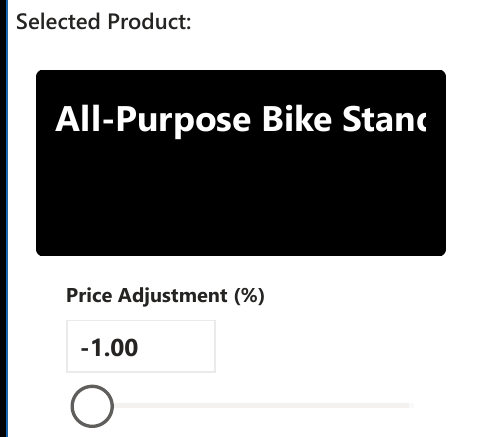 Selected Product:
All-Purpose Bike Stan
Price Adjustment (%)
-1.00